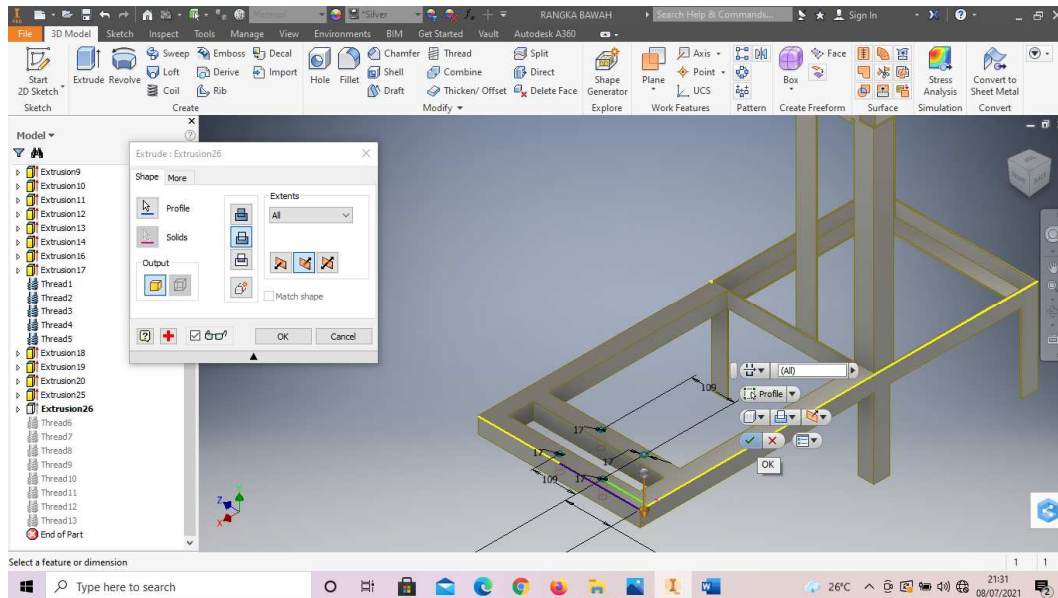 I PRO Material *Silver fx RANGKA BAWAH Search Help & Commands... Sign In ?
File 3D Model Sketch Inspect Tools Manage View Environments BIM Get Started Vault Autodesk A360
Start 2D Sketch
Extrude Revolve
Sweep Emboss Decal
Loft Derive Import
Coil Rib
Hole Fillet
Chamfer Thread Split
Shell Combine Direct
Draft Thicken/ Offset Delete Face
Shape Generator
Plane
Axis
Point
UCS
Box
Face
Stress Analysis
Convert to Sheet Metal
Sketch Create Modify Explore Work Features Pattern Create Freeform Surface Simulation Convert
Model
Extrusion9
Extrusion10
Extrusion11
Extrusion12
Extrusion13
Extrusion14
Extrusion16
Extrusion17
Thread1
Thread2
Thread3
Thread4
Thread5
Extrusion18
Extrusion19
Extrusion20
Extrusion25
Extrusion26
Thread6
Thread7
Thread8
Thread9
Thread10
Thread11
Thread12
Thread13
End of Part
Extrude : Extrusion26
Shape More
Profile
Solids
Output
Extents
All
Match shape
OK Cancel
109
17
17
17
109
17
(All)
Profile
OK
Z
Y
X
Select a feature or dimension 1 1
Type here to search
26°C
21:31
08/07/2021
2